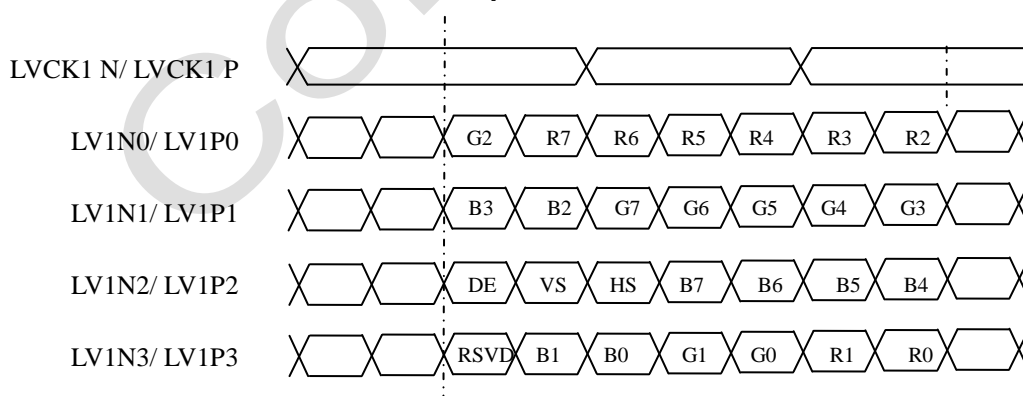 LVCK1 N/ LVCK1 P
LV1N0/ LV1P0 G2 R7 R6 R5 R4 R3 R2
LV1N1/ LV1P1 B3 B2 G7 G6 G5 G4 G3
LV1N2/ LV1P2 DE VS HS B7 B6 B5 B4
LV1N3/ LV1P3 RSVD B1 B0 G1 G0 R1 R0